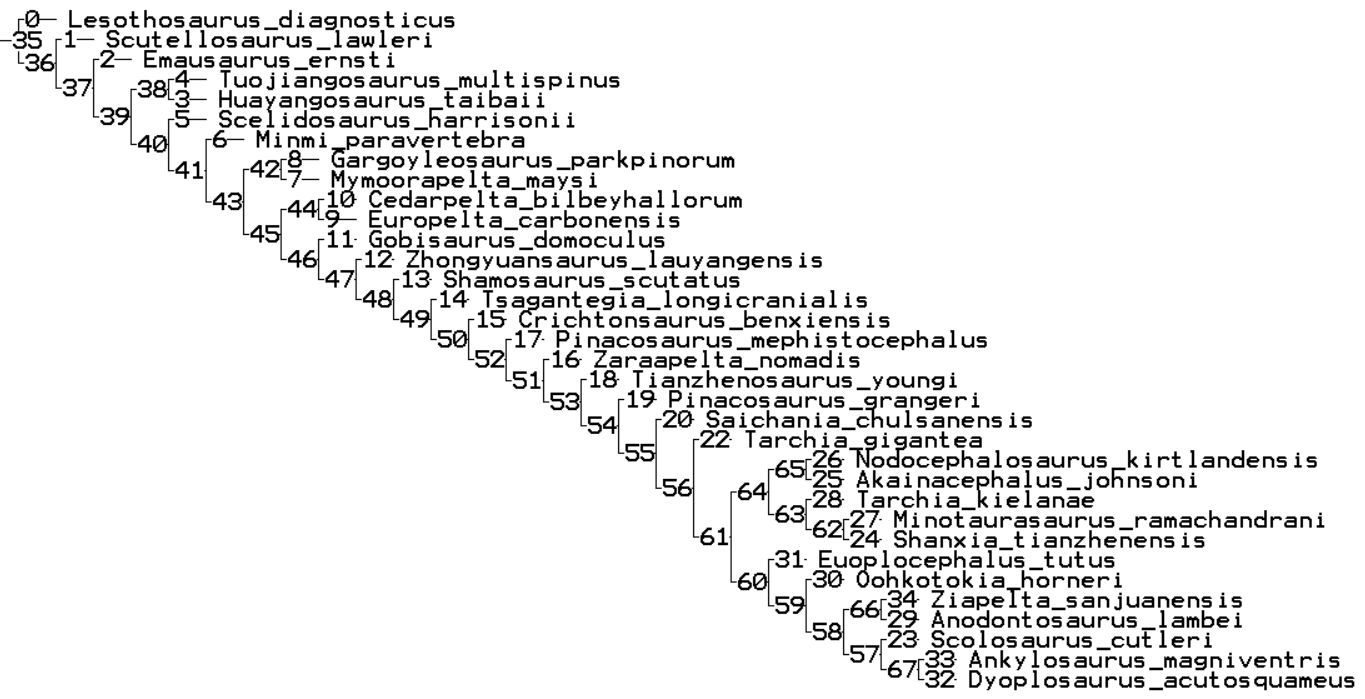 0 Lesothosaurus_diagnosticus
35 1 Scutellosaurus_lawleri
36 2 Emausaurus_ernsti
37 38 4 Tuojiangosaurus_multispinus
3 Huayangosaurus_taibaii
39 5 Scelidosaurus_harrisonii
40 6 Minmi_paravertebra
41 42 8 Gargoyleosaurus_parkpinorum
7 Mymoorapelta_maysi
43 44 10 Cedarpelta_bilbeyhallorum
9 Europelta_carbonensis
45 11 Gobisaurus_domoculus
46 12 Zhongyuansaurus_lauyangensis
47 13 Shamosaurus_scutatus
48 14 Tsagantegia_longicranialis
49 15 Crichtonsaurus_benxiensis
50 17 Pinacosaurus_mephistocephalus
52 16 Zaraapelta_nomadis
51 18 Tianzhenosaurus_youngi
53 19 Pinacosaurus_grangeri
54 20 Saichania_chulsanensis
22 Tarchia_gigantea
55 65 26 Nodocephalosaurus_kirtlandensis
25 Akainacephalus_johnsoni
56 64 28 Tarchia_kielanae
63 62 27 Minotaurasaurus_ramachandrani
61 24 Shanxia_tianzhenensis
31 Euoplocephalus_tutus
60 30 Oohkotokia_horneri
59 66 34 Ziapelta_sanjuanensis
29 Anodontosaurus_lambei
58 23 Scolosaurus_cutleri
57 67 33 Ankylosaurus_magniventris
32 Dyoplosaurus_acutosquameus